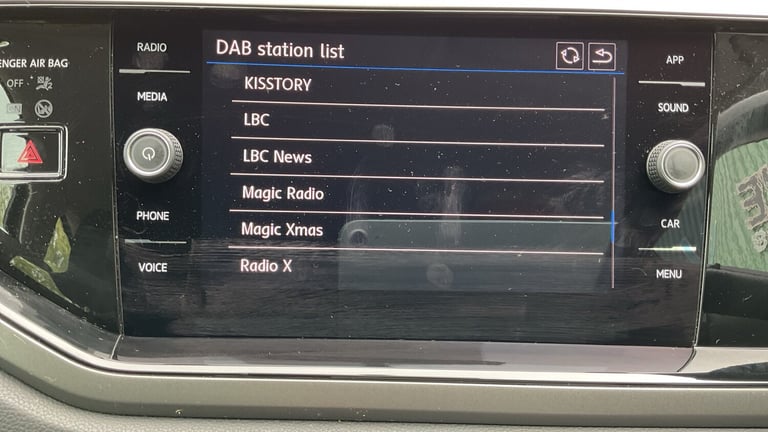 RADIO
DAB station list
APP
ENGER AIR BAG
OFF
ON
MEDIA
KISSTORY
SOUND
LBC
LBC News
Magic Radio
PHONE
Magic Xmas
CAR
VOICE
Radio X
MENU